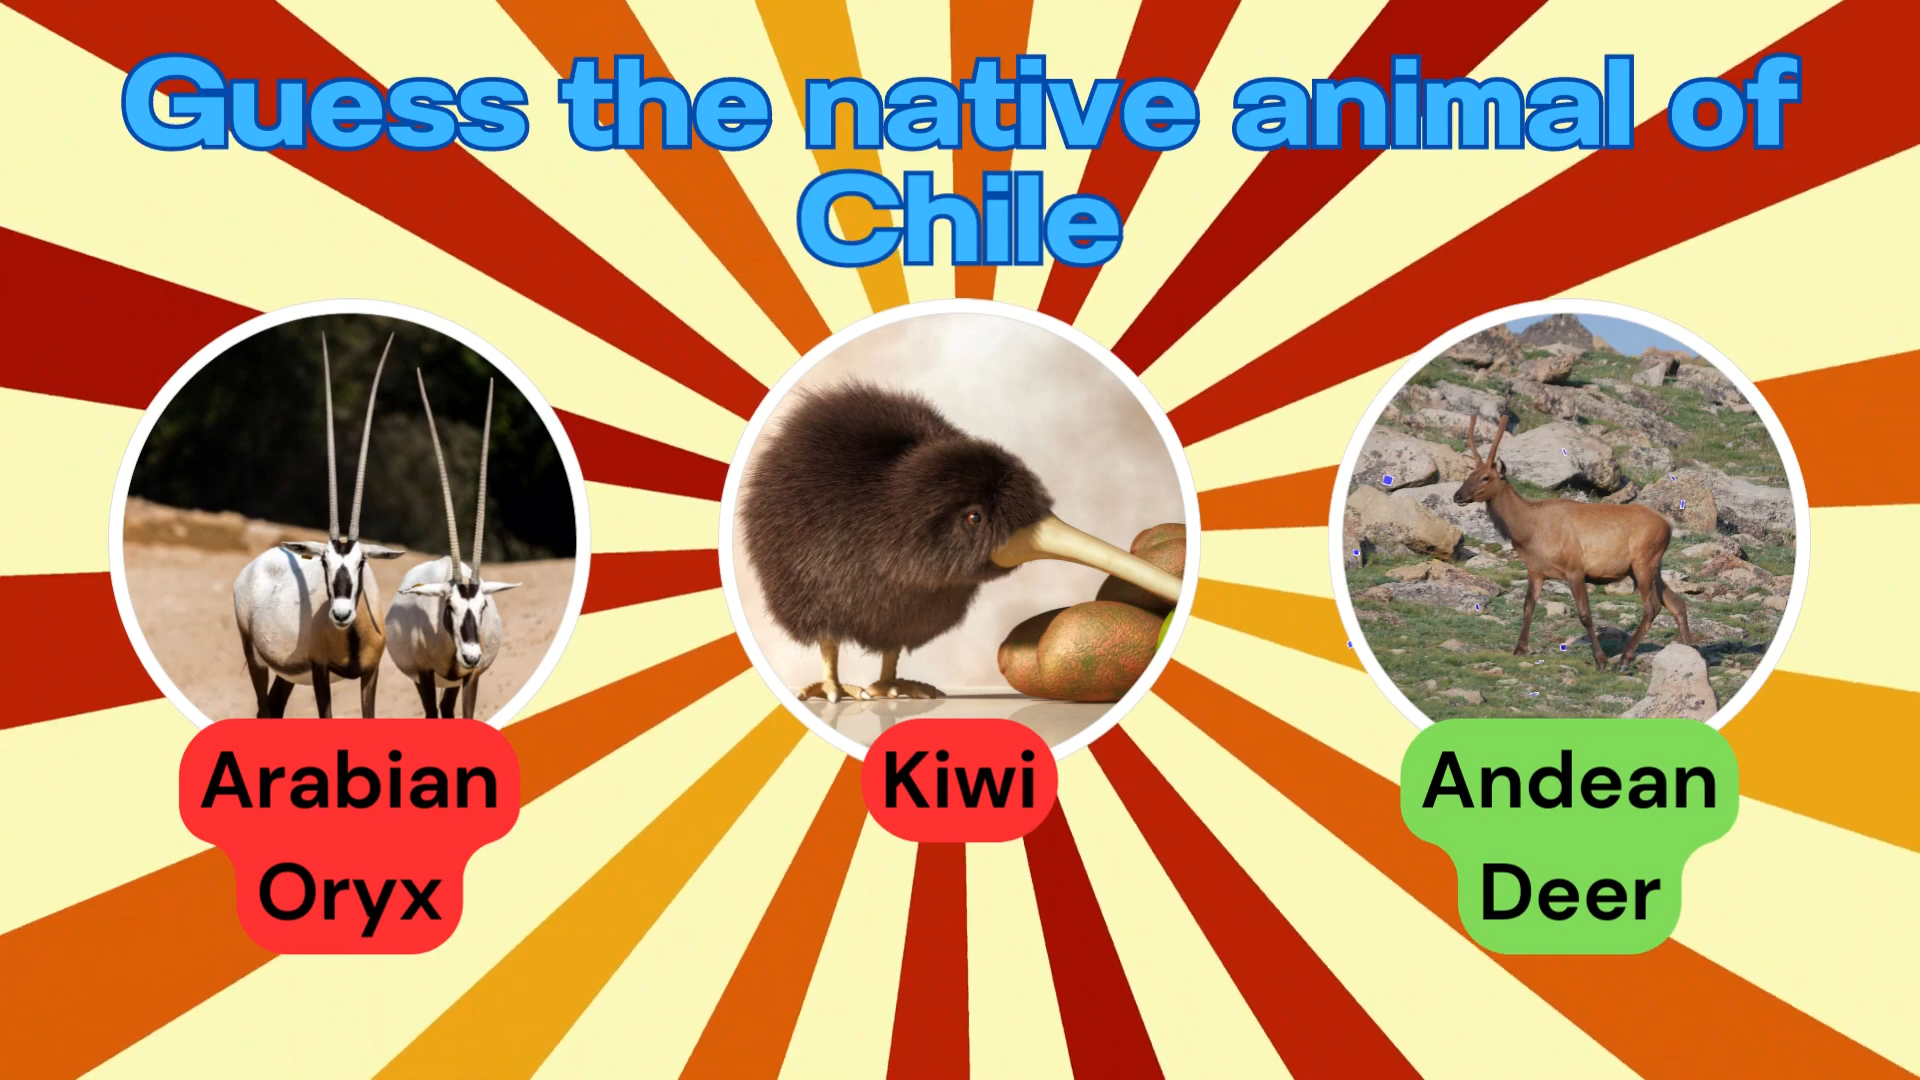 Guess the native animal of
Chile
Arabian
Oryx
Kiwi
Andean
Deer